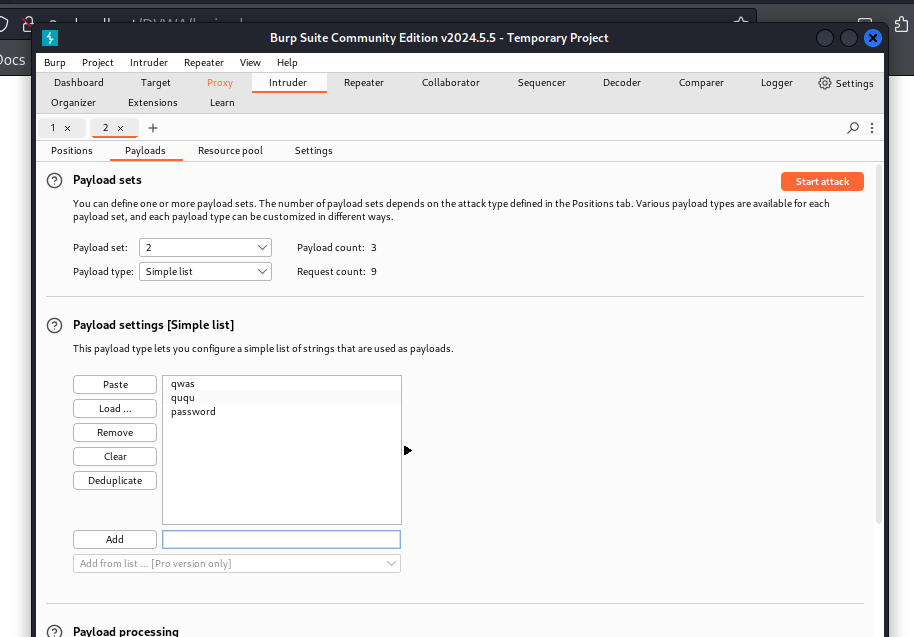 Burp Suite Community Edition v2024.5.5 - Temporary Project
Docs
Burp Project Intruder Repeater View Help
Dashboard Target Proxy Intruder Repeater Collaborator Sequencer Decoder Comparer Logger Settings
Organizer Extensions Learn
1 × 2 × +
Positions Payloads Resource pool Settings
? Payload sets Start attack
You can define one or more payload sets. The number of payload sets depends on the attack type defined in the Positions tab. Various payload types are available for each
payload set, and each payload type can be customized in different ways.
Payload set: 2 Payload count: 3
Payload type: Simple list Request count: 9
? Payload settings [Simple list]
This payload type lets you configure a simple list of strings that are used as payloads.
Paste qwas
ququ
Load ... password
Remove
Clear
Deduplicate
Add
Add from list ... [Pro version only]
? Payload processing